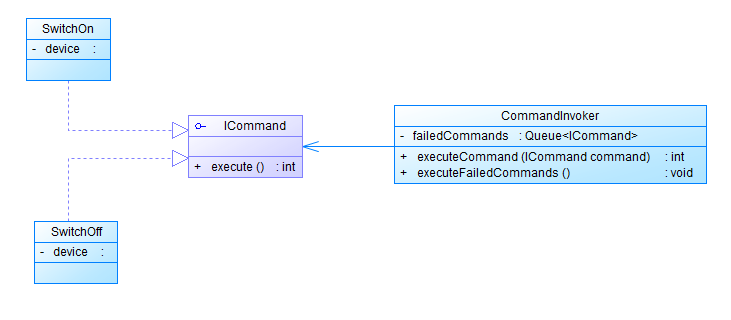 SwitchOn
- device :
ICommand
+ execute () : int
CommandInvoker
- failedCommands : Queue<ICommand>
+ executeCommand (ICommand command) : int
+ executeFailedCommands () : void
SwitchOff
- device :